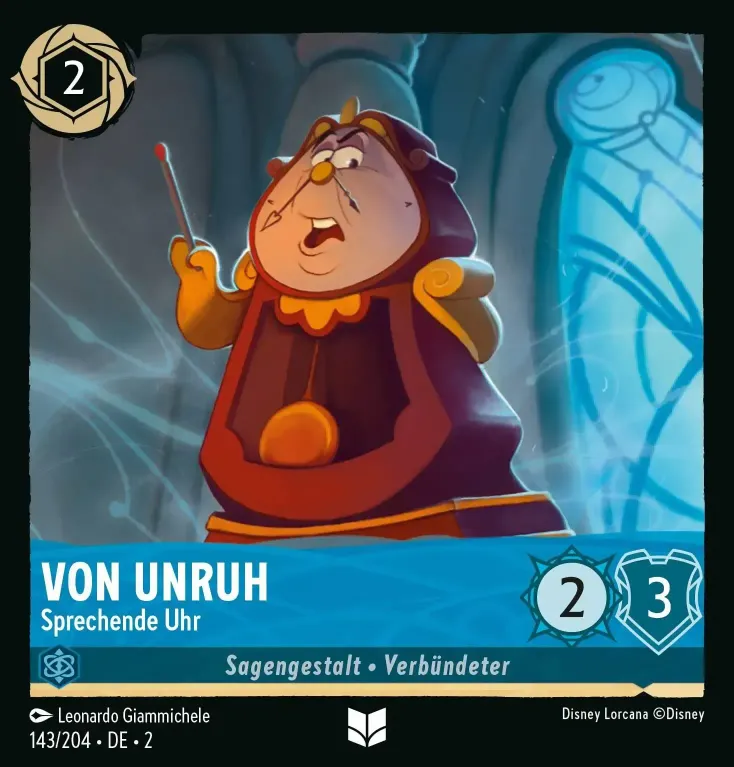 2
VON UNRUH
Sprechende Uhr
2 3
Sagengestalt • Verbündeter
Leonardo Giammichele
Disney Lorcana ©Disney
143/204 • DE • 2